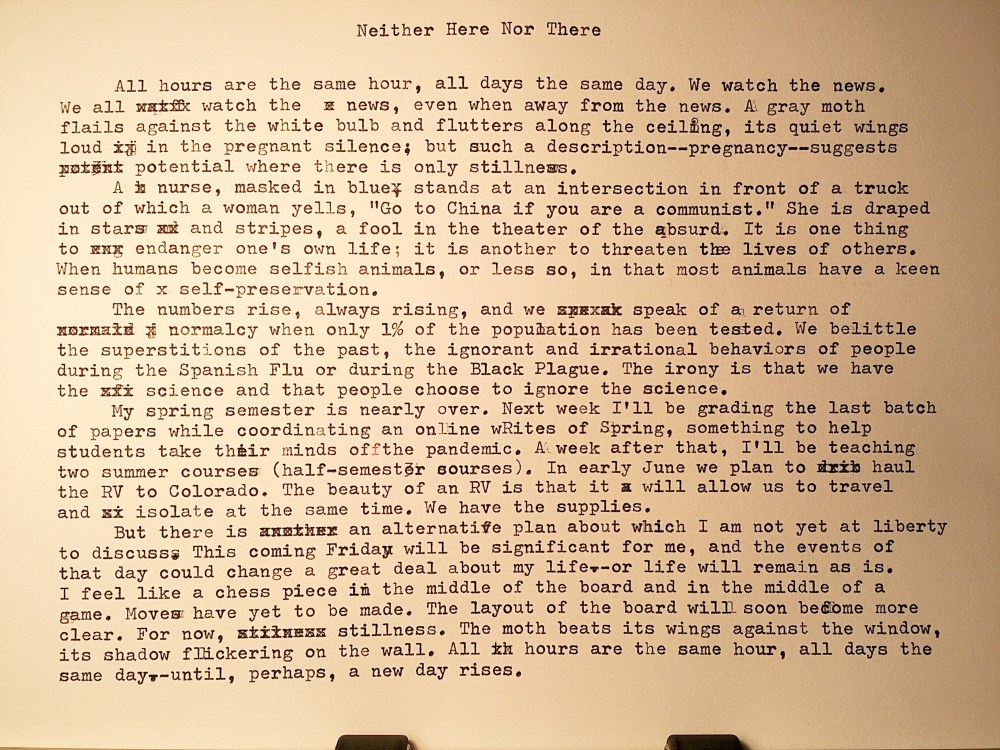 Neither Here Nor There
All hours are the same hour, all days the same day. We watch the news.
We all watch the news, even when away from the news. A gray moth
flails against the white bulb and flutters along the ceiling, its quiet wings
loud in the pregnant silence; but such a description--pregnancy--suggests
potential where there is only stillness.
A nurse, masked in blue, stands at an intersection in front of a truck
out of which a woman yells, "Go to China if you are a communist." She is draped
in stars and stripes, a fool in the theater of the absurd. It is one thing
to endanger one's own life; it is another to threaten the lives of others.
When humans become selfish animals, or less so, in that most animals have a keen
sense of x self-preservation.
The numbers rise, always rising, and we speak of a return of
normalcy when only 1% of the population has been tested. We belittle
the superstitions of the past, the ignorant and irrational behaviors of people
during the Spanish Flu or during the Black Plague. The irony is that we have
the science and that people choose to ignore the science.
My spring semester is nearly over. Next week I'll be grading the last batch
of papers while coordinating an online wRites of Spring, something to help
students take their minds offthe pandemic. A week after that, I'll be teaching
two summer courses (half-semester sourses). In early June we plan to haul
the RV to Colorado. The beauty of an RV is that it will allow us to travel
and isolate at the same time. We have the supplies.
But there is an alternative plan about which I am not yet at liberty
to discuss. This coming Friday will be significant for me, and the events of
that day could change a great deal about my life--or life will remain as is.
I feel like a chess piece in the middle of the board and in the middle of a
game. Moves have yet to be made. The layout of the board will soon become more
clear. For now, stillness. The moth beats its wings against the window,
its shadow flickering on the wall. All hours are the same hour, all days the
same day--until, perhaps, a new day rises.